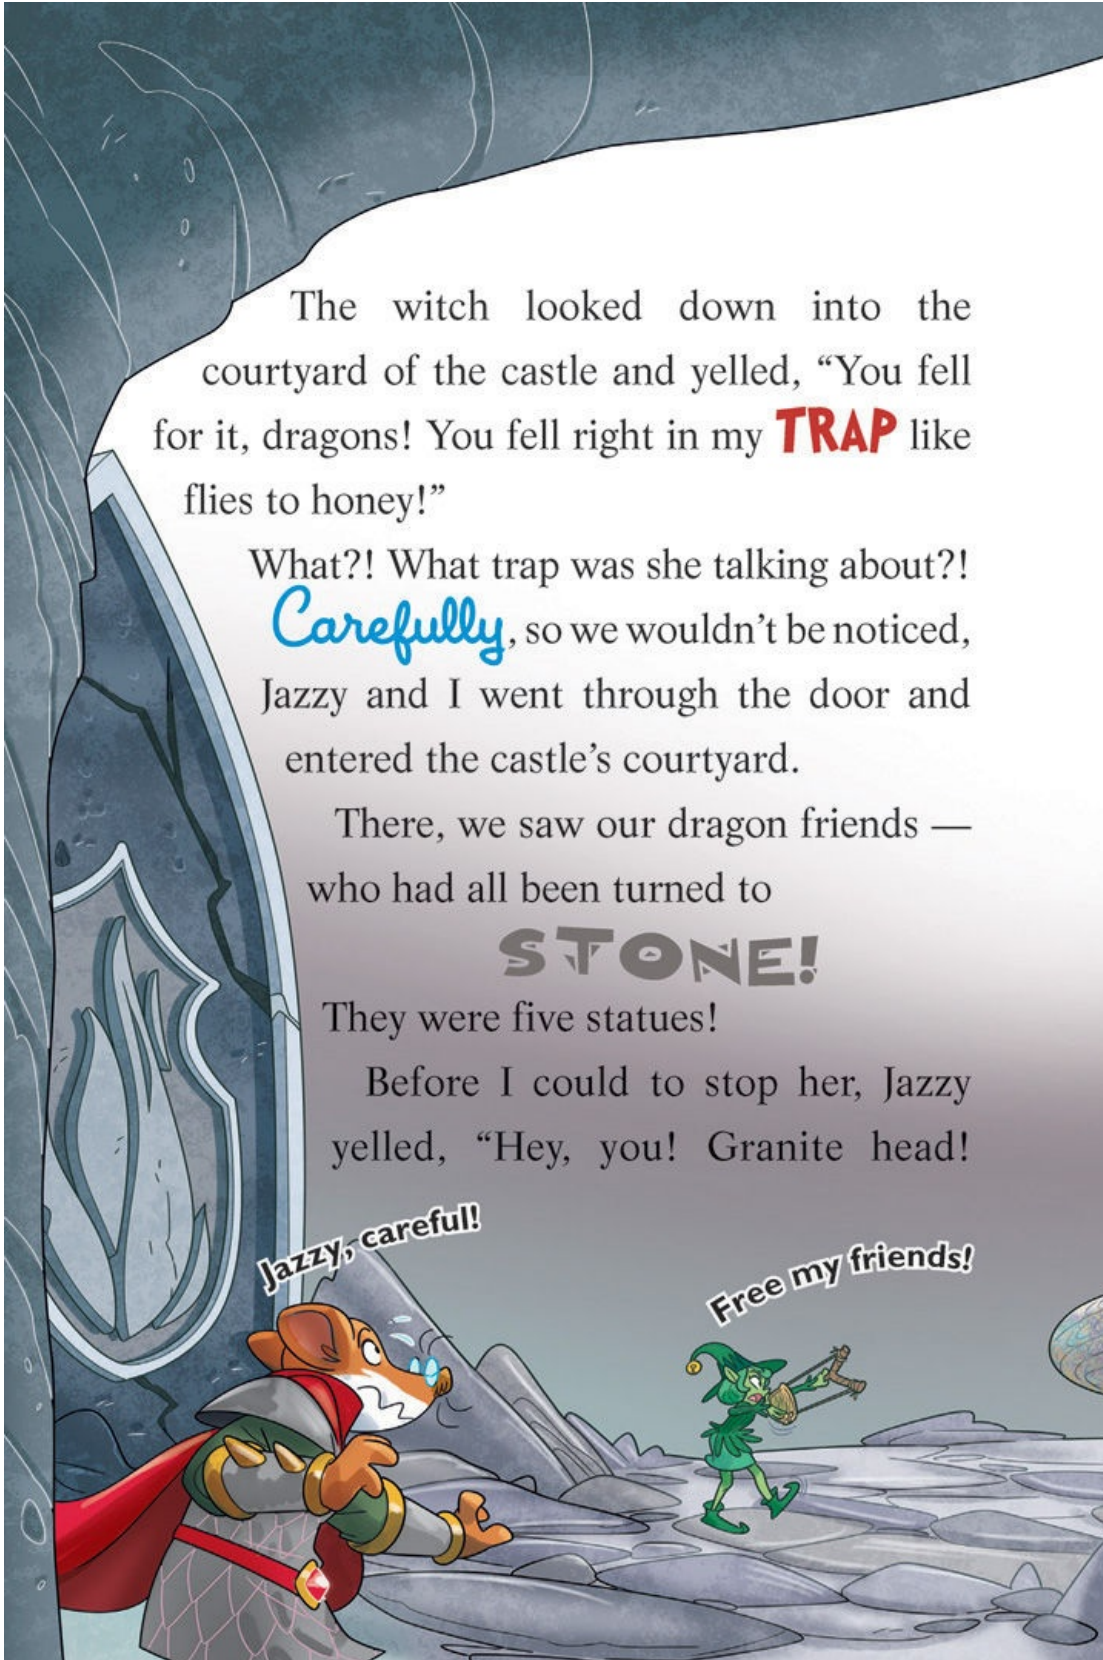 The witch looked down into the
courtyard of the castle and yelled, “You fell
for it, dragons! You fell right in my TRAP like
flies to honey!”
What?! What trap was she talking about?!
Carefully, so we wouldn’t be noticed,
Jazzy and I went through the door and
entered the castle’s courtyard.
There, we saw our dragon friends —
who had all been turned to
STONE!
They were five statues!
Before I could to stop her, Jazzy
yelled, “Hey, you! Granite head!
Jazzy, careful!
Free my friends!